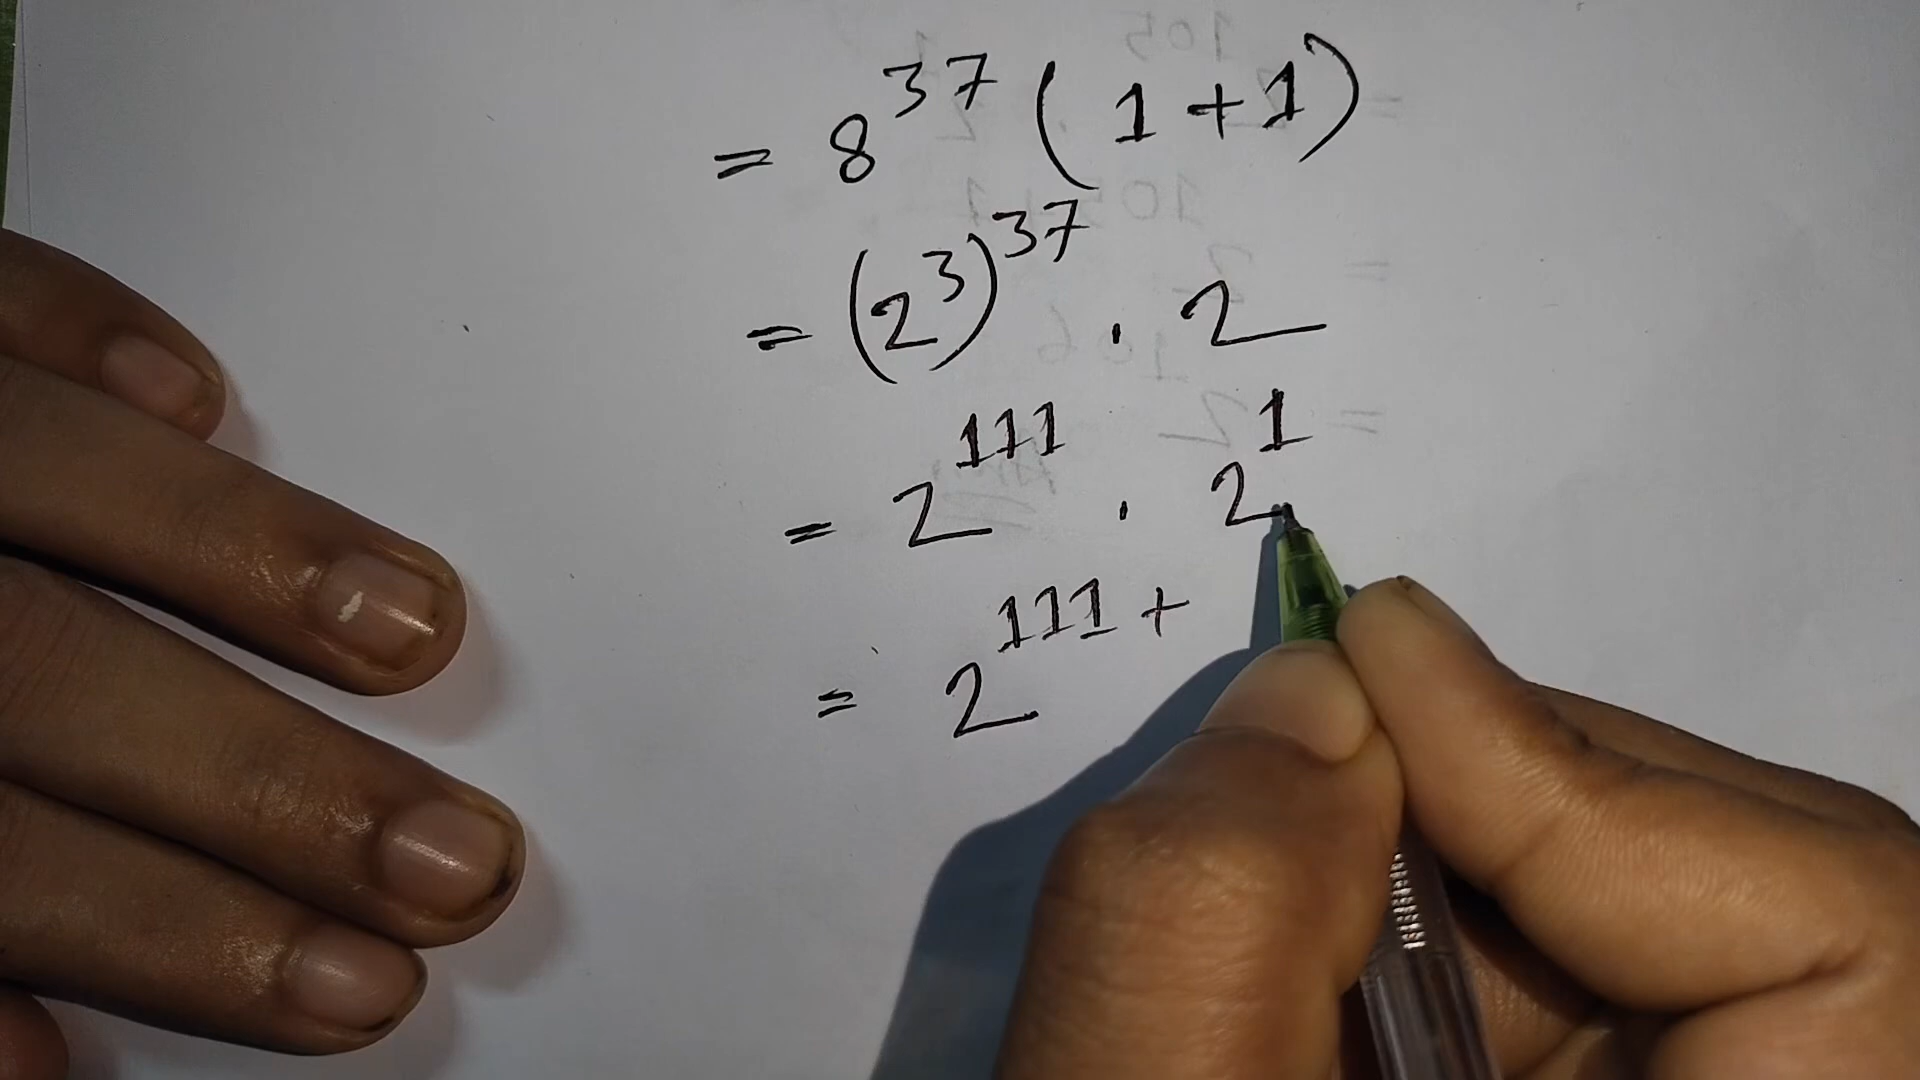 = 8^37 (1+1)
= (2^3)^37 . 2
= 2^111 . 2^1
= 2^111+